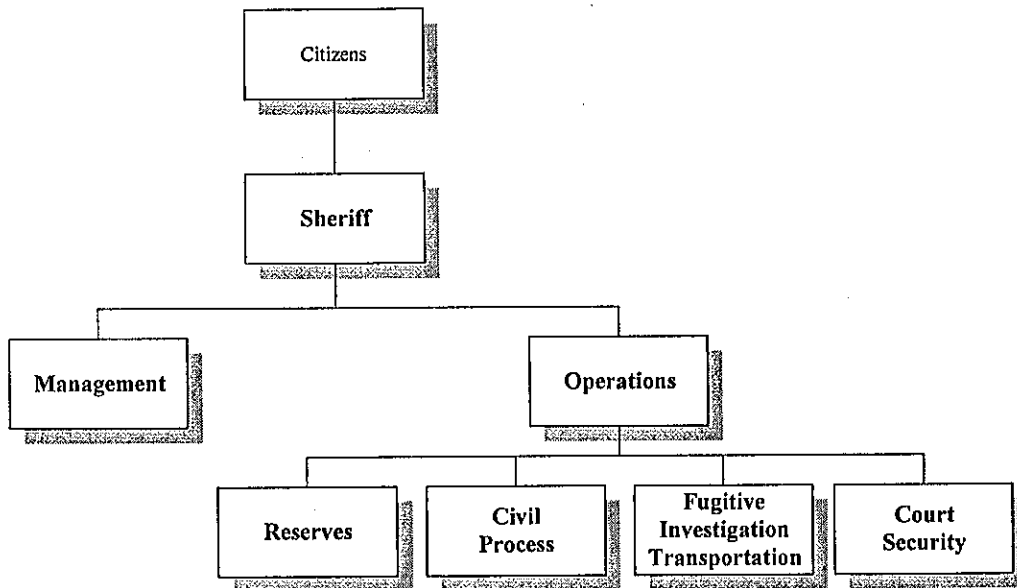 Citizens
Sheriff
Management
Operations
Reserves
Civil
Process
Fugitive
Investigation
Transportation
Court
Security